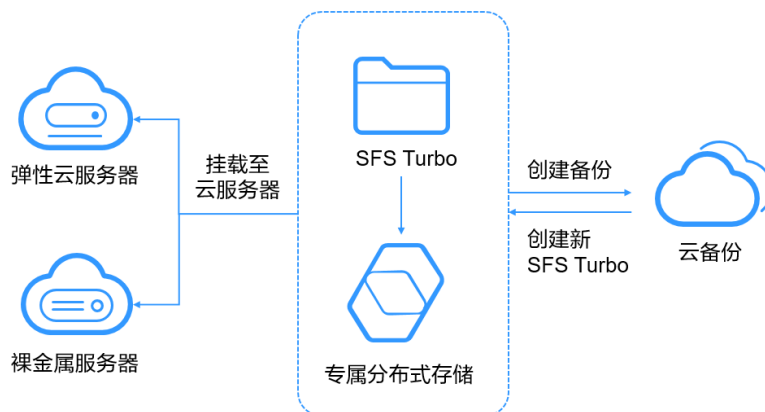 弹性云服务器
裸金属服务器
挂载至
云服务器
SFS Turbo
专属分布式存储
创建备份
创建新
SFS Turbo
云备份